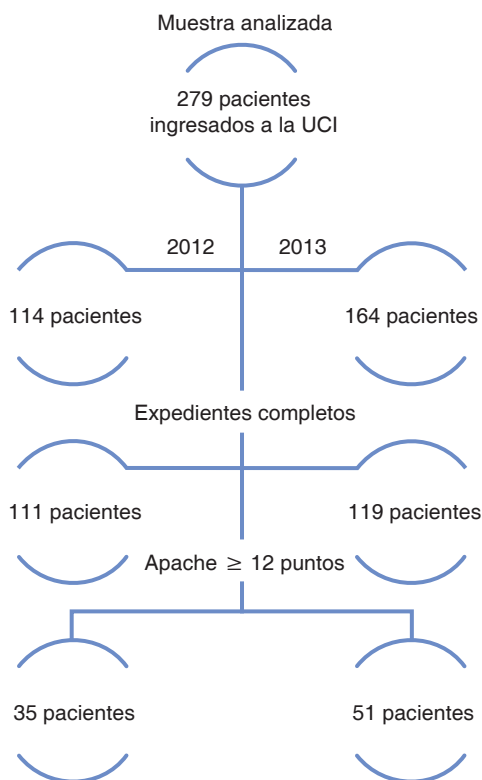 Muestra analizada
279 pacientes
ingresados a la UCI
2012
2013
114 pacientes
164 pacientes
Expedientes completos
111 pacientes
119 pacientes
Apache ≥ 12 puntos
35 pacientes
51 pacientes